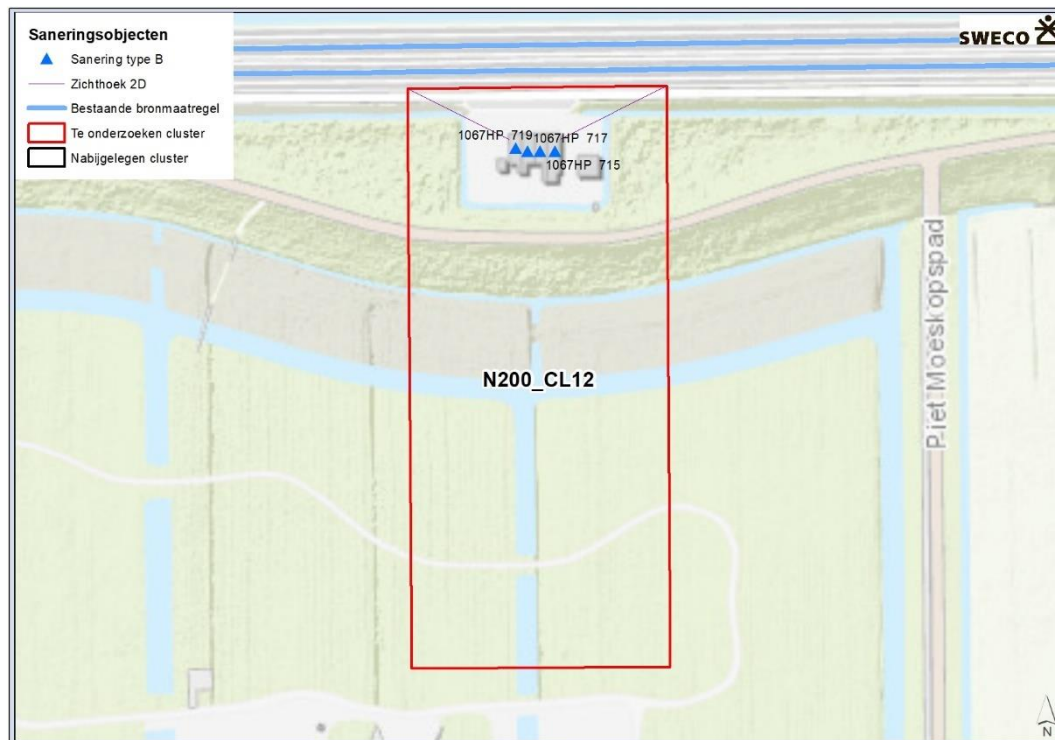 Saneringsobjecten
Sanering type B
Zichthoek 2D
Bestaande bronmaatregel
Te onderzoeken cluster
Nabijgelegen cluster
SWECO
1067HP 719
1067HP 717
1067HP 715
N200_CL12
Piet Moeskopspad
N